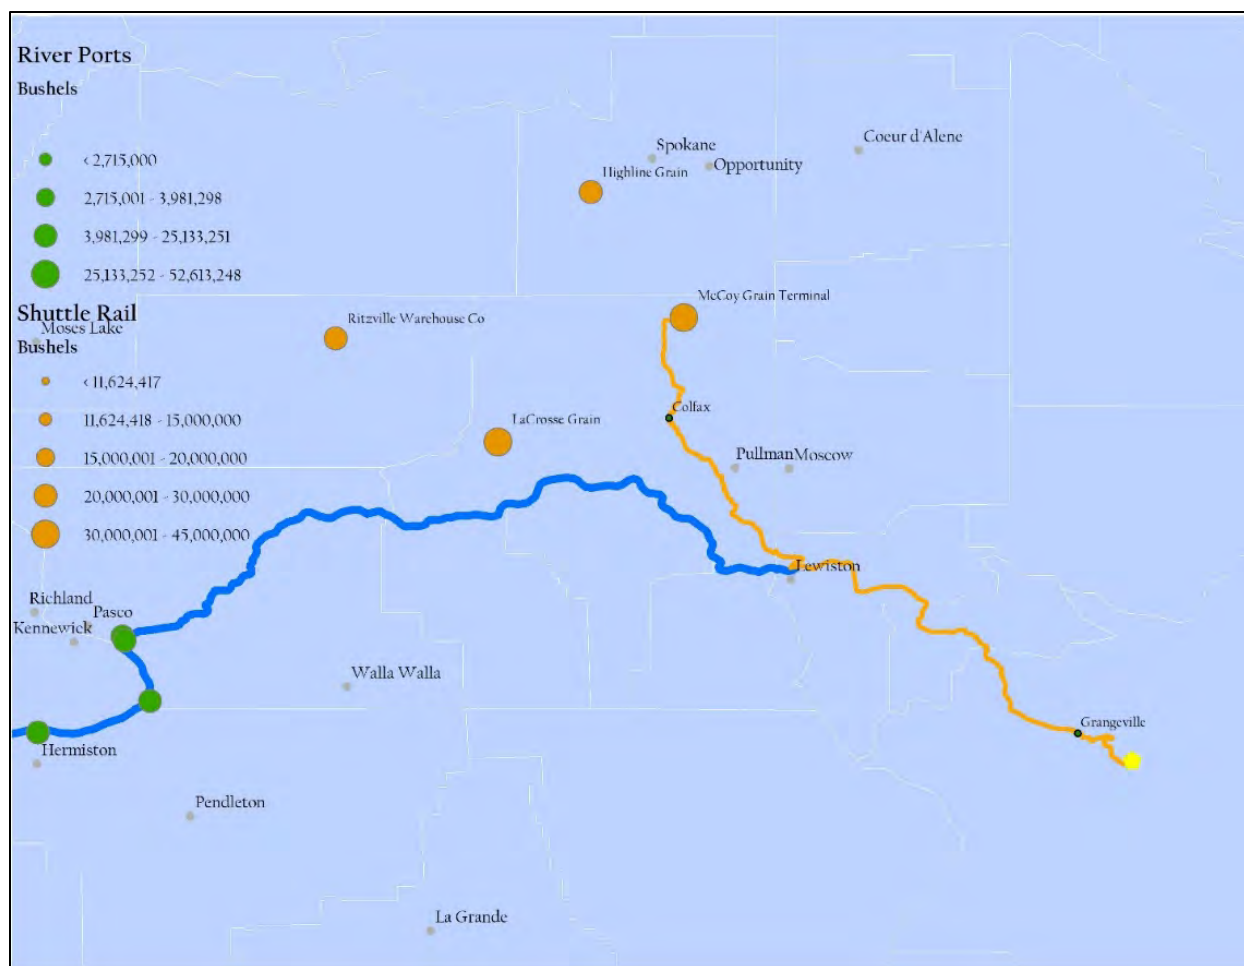 River Ports
Bushels
< 2,715,000
2,715,001 - 3,981,298
3,981,299 - 25,133,251
25,133,252 - 52,613,248
Shuttle Rail
Moses Lake
Bushels
< 11,624,417
11,624,418 - 15,000,000
15,000,001 - 20,000,000
20,000,001 - 30,000,000
30,000,001 - 45,000,000
Spokane
Coeur d'Alene
Opportunity
Highline Grain
McCoy Grain Terminal
Ritzville Warehouse Co
Colfax
LaCrosse Grain
Pullman
Moscow
Lewiston
Richland
Pasco
Kennewick
Walla Walla
Grangeville
Hermiston
Pendleton
La Grande